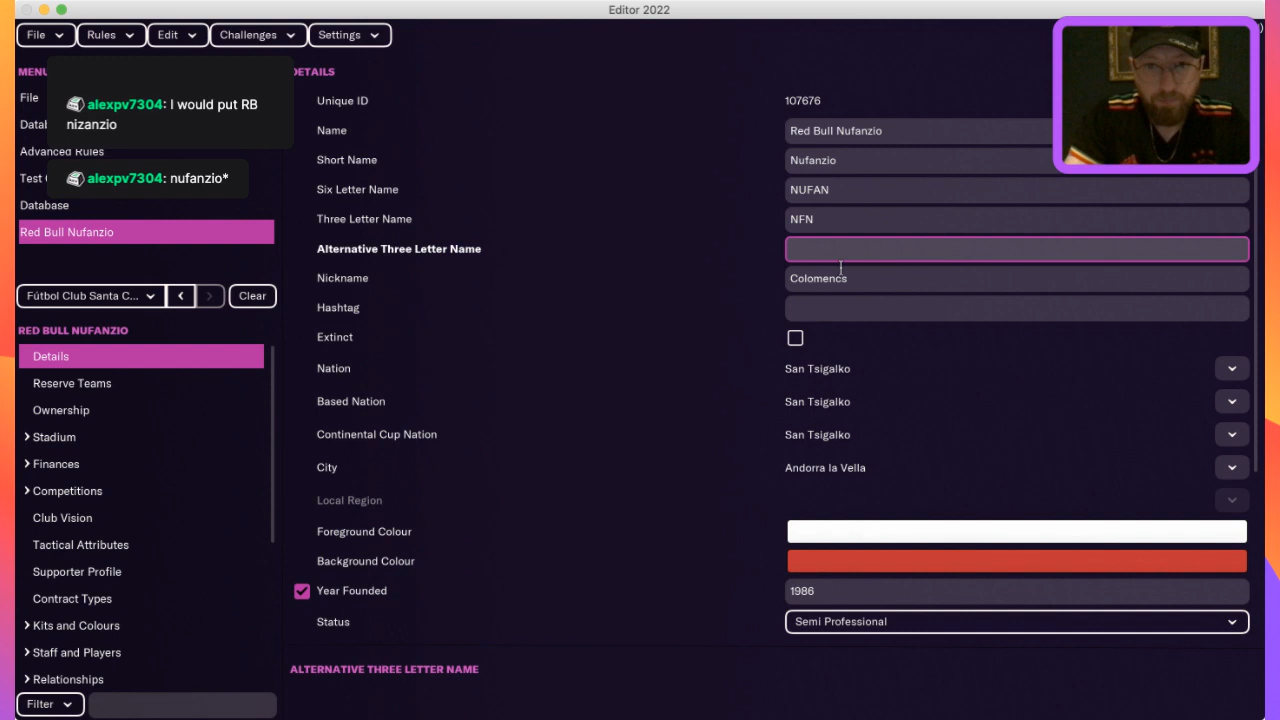 Editor 2022
File
Rules
Edit
Challenges
Settings
MENU
File
Advanced Rules
Test
Database
Red Bull Nufanzio
alexpv7304: I would put RB
nizanzio
alexpv7304: nufanzio*
Fútbol Club Santa C...
Clear
RED BULL NUFANZIO
Details
Reserve Teams
Ownership
Stadium
Finances
Competitions
Club Vision
Tactical Attributes
Supporter Profile
Contract Types
Kits and Colours
Staff and Players
Relationships
Filter
DETAILS
Unique ID
107676
Name
Red Bull Nufanzio
Short Name
Nufanzio
Six Letter Name
NUFAN
Three Letter Name
NFN
Alternative Three Letter Name
Nickname
Colomencs
Hashtag
Extinct
Nation
San Tsigalko
Based Nation
San Tsigalko
Continental Cup Nation
San Tsigalko
City
Andorra la Vella
Local Region
Foreground Colour
Background Colour
Year Founded
1986
Status
Semi Professional
ALTERNATIVE THREE LETTER NAME